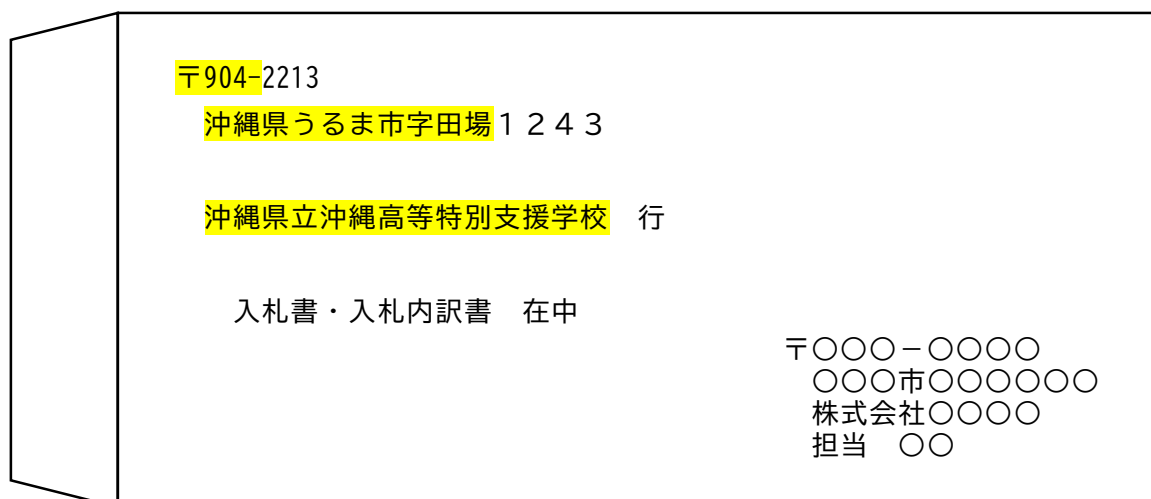 〒904-2213
沖縄県うるま市字田場１２４３
沖縄県立沖縄高等特別支援学校　行
入札書・入札内訳書　在中
〒○○○－○○○○
○○○市○○○○○○
株式会社○○○○
担当　○○